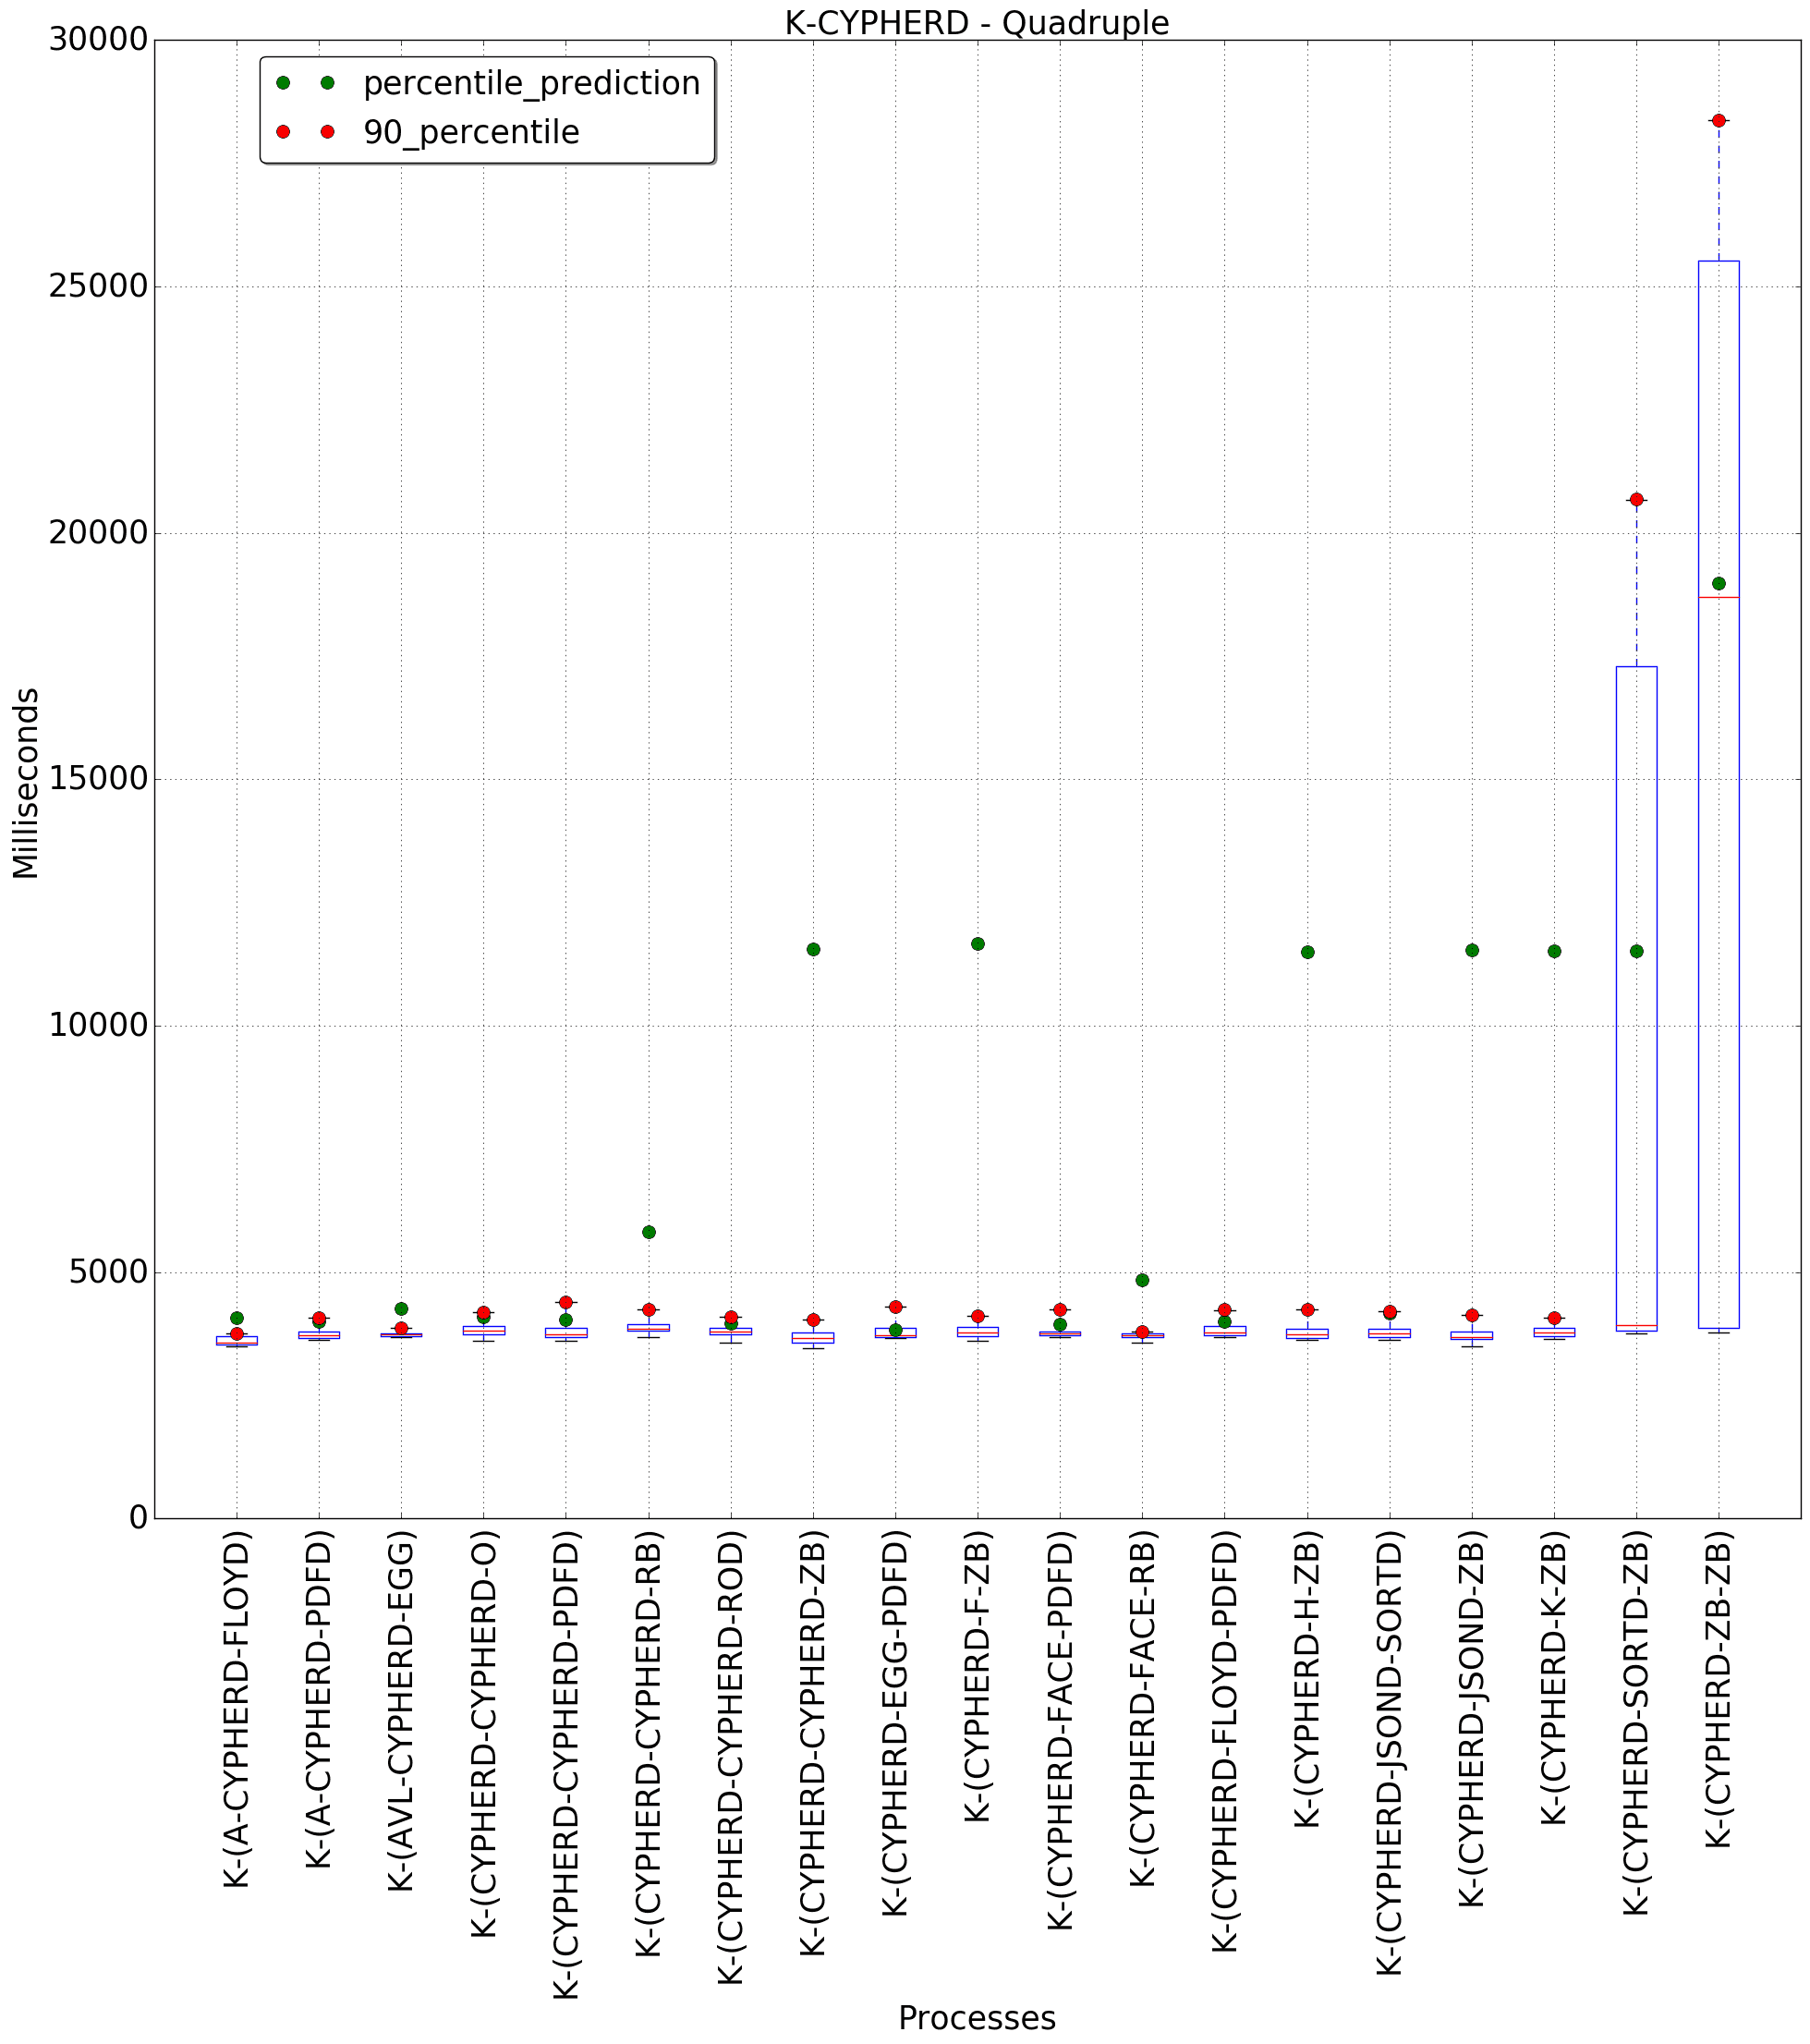 K-CYPHERD - Quadruple
percentile_prediction
90_percentile
30000
25000
20000
15000
10000
5000
0
Milliseconds
K-(A-CYPHERD-FLOYD)
K-(A-CYPHERD-PDFD)
K-(AVL-CYPHERD-EGG)
K-(CYPHERD-CYPHERD-O)
K-(CYPHERD-CYPHERD-PDFD)
K-(CYPHERD-CYPHERD-RB)
K-(CYPHERD-CYPHERD-ROD)
K-(CYPHERD-CYPHERD-ZB)
K-(CYPHERD-EGG-PDFD)
K-(CYPHERD-F-ZB)
K-(CYPHERD-FACE-PDFD)
K-(CYPHERD-FACE-RB)
K-(CYPHERD-FLOYD-PDFD)
K-(CYPHERD-H-ZB)
K-(CYPHERD-JSOND-SORTD)
K-(CYPHERD-JSOND-ZB)
K-(CYPHERD-K-ZB)
K-(CYPHERD-SORTD-ZB)
K-(CYPHERD-ZB-ZB)
Processes